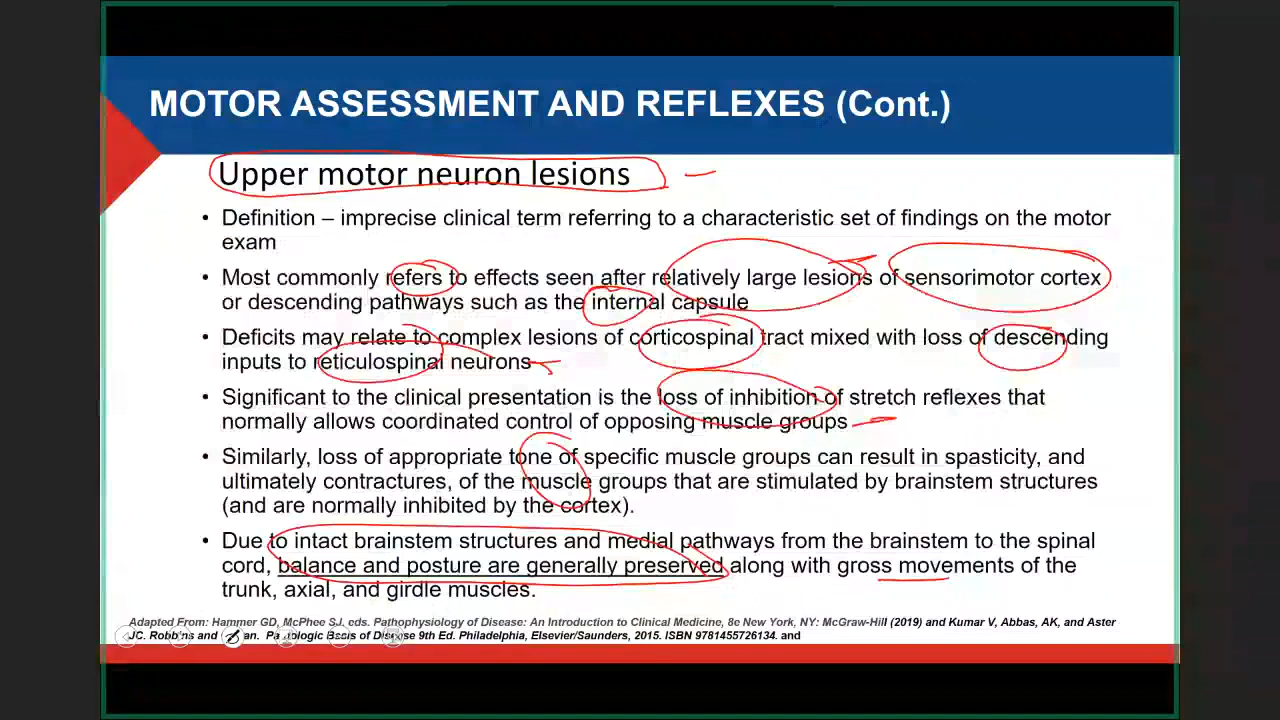 MOTOR ASSESSMENT AND REFLEXES (Cont.)
Upper motor neuron lesions
• Definition – imprecise clinical term referring to a characteristic set of findings on the motor
exam
• Most commonly refers to effects seen after relatively large lesions of sensorimotor cortex
or descending pathways such as the internal capsule
• Deficits may relate to complex lesions of corticospinal tract mixed with loss of descending
inputs to reticulospinal neurons
• Significant to the clinical presentation is the loss of inhibition of stretch reflexes that
normally allows coordinated control of opposing muscle groups
• Similarly, loss of appropriate tone of specific muscle groups can result in spasticity, and
ultimately contractures, of the muscle groups that are stimulated by brainstem structures
(and are normally inhibited by the cortex).
• Due to intact brainstem structures and medial pathways from the brainstem to the spinal
cord, balance and posture are generally preserved along with gross movements of the
trunk, axial, and girdle muscles.
Adapted From: Hammer GD, McPhee SJ. eds. Pathophysiology of Disease: An Introduction to Clinical Medicine, 8e New York, NY: McGraw-Hill (2019) and Kumar V, Abbas, AK, and Aster
JC. Robbins and Pathologic Basis of Disease 9th Ed. Philadelphia, Elsevier/Saunders, 2015. ISBN 9781455726134. and